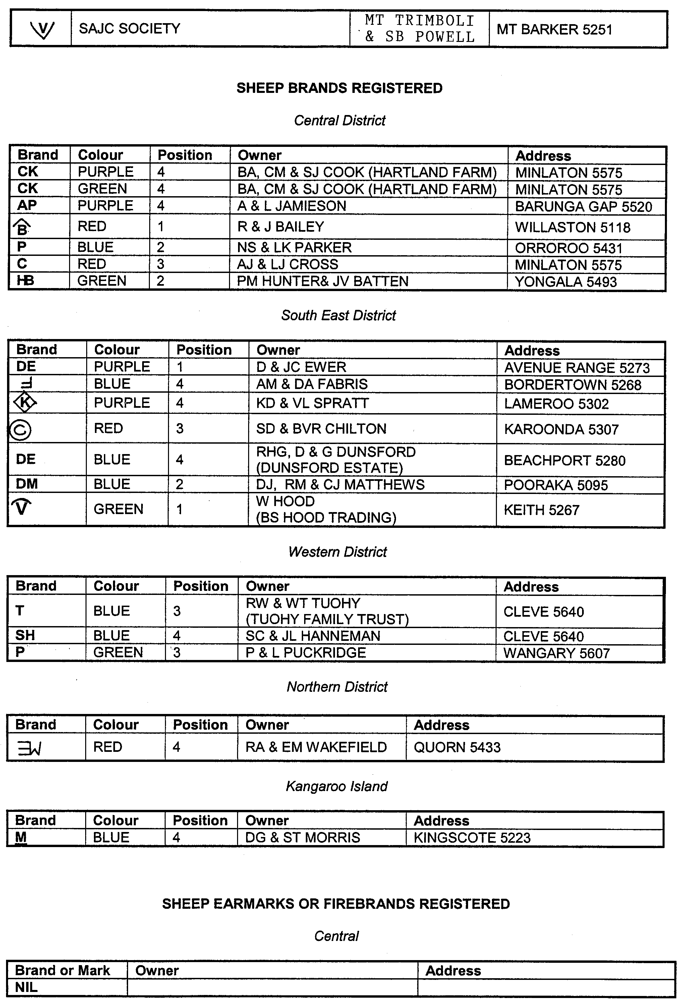 V SAJC SOCIETY MT TRIMBOLI & SB POWELL MT BARKER 5251
SHEEP BRANDS REGISTERED
Central District
Brand Colour Position Owner Address
CK PURPLE 4 BA, CM & SJ COOK (HARTLAND FARM) MINLATON 5575
CK GREEN 4 BA, CM & SJ COOK (HARTLAND FARM) MINLATON 5575
AP PURPLE 4 A & L JAMIESON BARUNGA GAP 5520
B RED 1 R & J BAILEY WILLASTON 5118
P BLUE 2 NS & LK PARKER ORROROO 5431
C RED 3 AJ & LJ CROSS MINLATON 5575
HB GREEN 2 PM HUNTER& JV BATTEN YONGALA 5493
South East District
Brand Colour Position Owner Address
DE PURPLE 1 D & JC EWER AVENUE RANGE 5273
BLUE 4 AM & DA FABRIS BORDERTOWN 5268
K PURPLE 4 KD & VL SPRATT LAMEROO 5302
C RED 3 SD & BVR CHILTON KAROONDA 5307
DE BLUE 4 RHG, D & G DUNSFORD (DUNSFORD ESTATE) BEACHPORT 5280
DM BLUE 2 DJ, RM & CJ MATTHEWS POORAKA 5095
V GREEN 1 W HOOD (BS HOOD TRADING) KEITH 5267
Western District
Brand Colour Position Owner Address
T BLUE 3 RW & WT TUOHY (TUOHY FAMILY TRUST) CLEVE 5640
SH BLUE 4 SC & JL HANNEMAN CLEVE 5640
P GREEN 3 P & L PUCKRIDGE WANGARY 5607
Northern District
Brand Colour Position Owner Address
RED 4 RA & EM WAKEFIELD QUORN 5433
Kangaroo Island
Brand Colour Position Owner Address
M BLUE 4 DG & ST MORRIS KINGSCOTE 5223
SHEEP EARMARKS OR FIREBRANDS REGISTERED
Central
Brand or Mark Owner Address
NIL